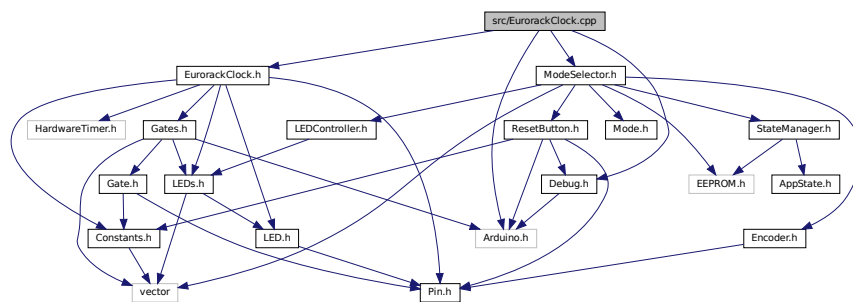 src/EurorackClock.cpp
EurorackClock.h
ModeSelector.h
HardwareTimer.h
Gates.h
LEDController.h
ResetButton.h
Mode.h
StateManager.h
Gate.h
LEDs.h
Debug.h
EEPROM.h
AppState.h
Constants.h
LED.h
Arduino.h
Encoder.h
vector
Pin.h